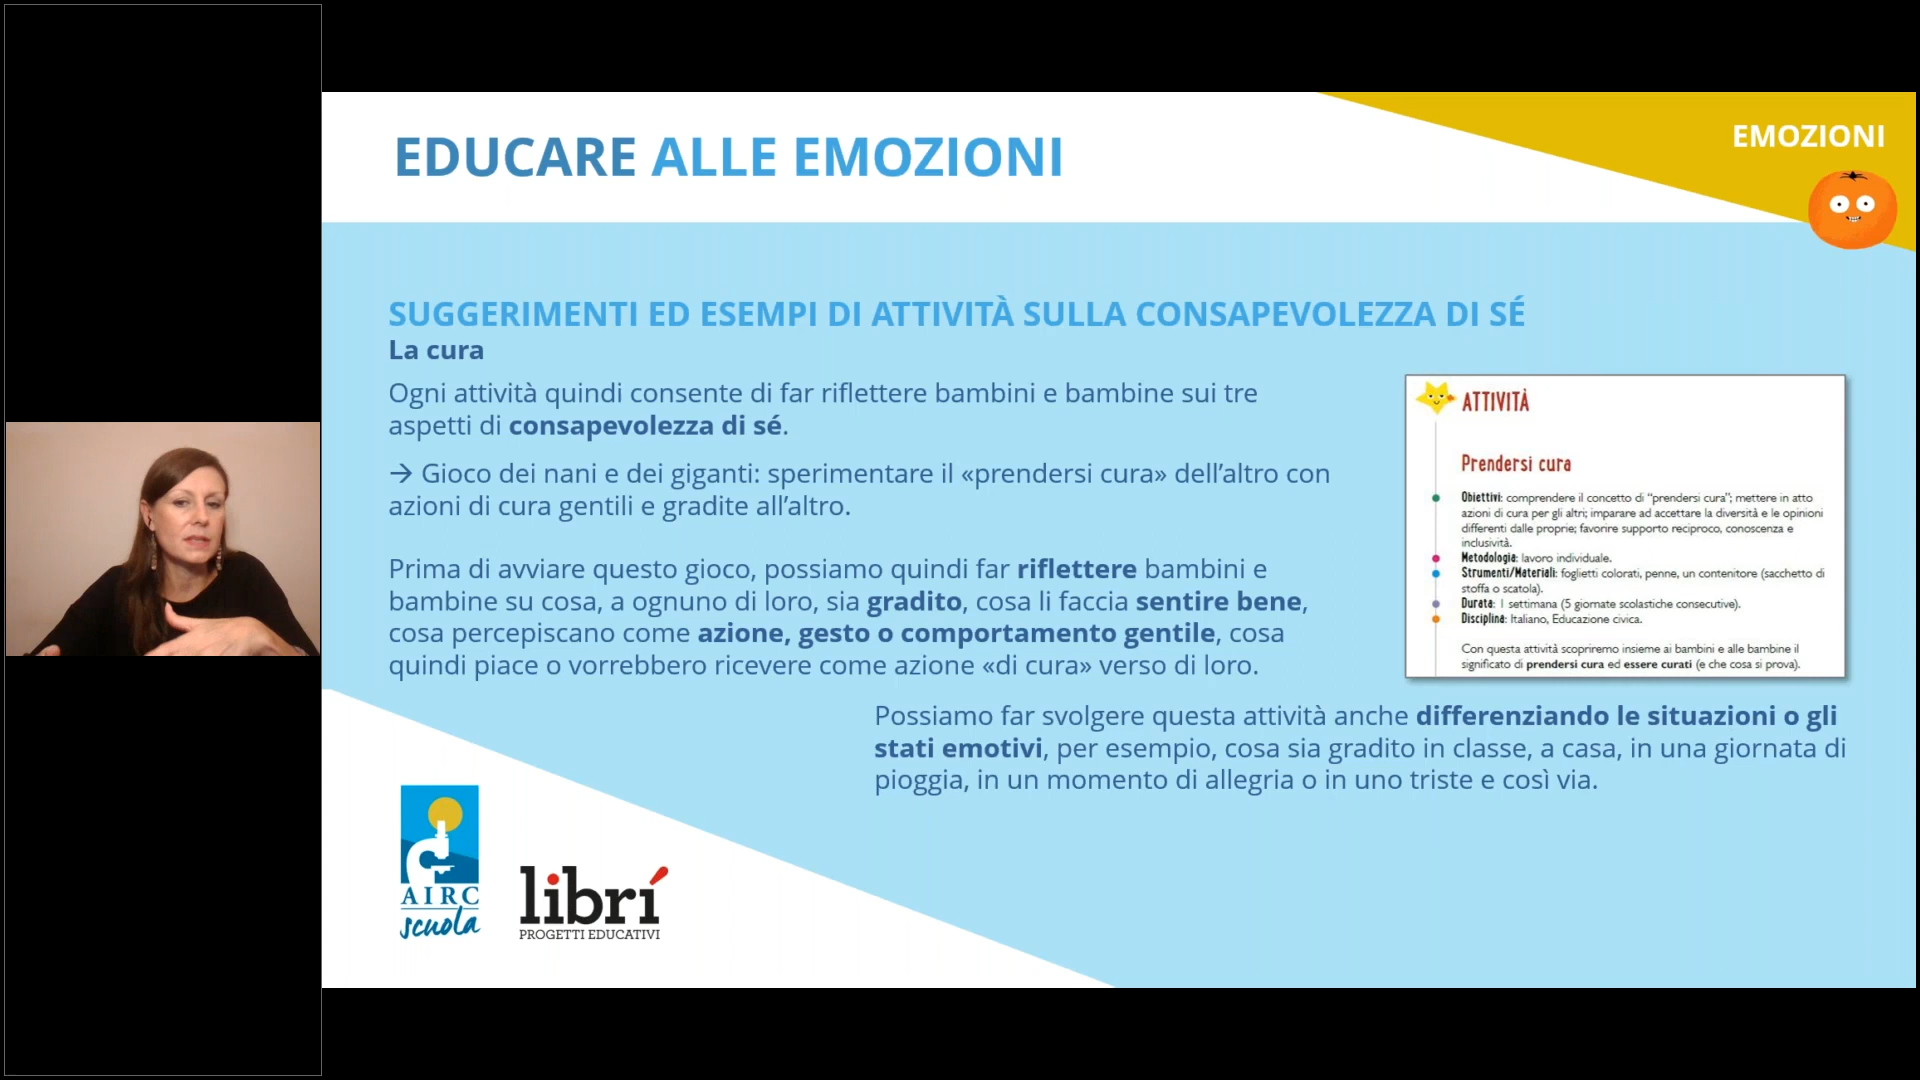 EDUCARE ALLE EMOZIONI
EMOZIONI
SUGGERIMENTI ED ESEMPI DI ATTIVITÀ SULLA CONSAPEVOLEZZA DI SÉ
La cura
Ogni attività quindi consente di far riflettere bambini e bambine sui tre
aspetti di consapevolezza di sé.
→ Gioco dei nani e dei giganti: sperimentare il «prendersi cura» dell’altro con
azioni di cura gentili e gradite all’altro.
Prima di avviare questo gioco, possiamo quindi far riflettere bambini e
bambine su cosa, a ognuno di loro, sia gradito, cosa li faccia sentire bene,
cosa percepiscano come azione, gesto o comportamento gentile, cosa
quindi piace o vorrebbero ricevere come azione «di cura» verso di loro.
ATTIVITÀ
Prendersi cura
Obiettivi: comprendere il concetto di “prendersi cura”; mettere in atto
azioni di cura per gli altri; imparare ad accettare la diversità e le opinioni
differenti dalle proprie; favorire supporto reciproco, conoscenza e
inclusività.
Metodologia: lavoro individuale.
Strumenti/Materiali: foglietti colorati, penne, un contenitore (sacchetto di
stoffa o scatola).
Durata: 1 settimana (5 giornate scolastiche consecutive).
Disciplina: Italiano, Educazione civica.
Con questa attività scopriremo insieme ai bambini e alle bambine il
significato di prendersi cura ed essere curati (e che cosa si prova).
Possiamo far svolgere questa attività anche differenziando le situazioni o gli
stati emotivi, per esempio, cosa sia gradito in classe, a casa, in una giornata di
pioggia, in un momento di allegria o in uno triste e così via.
AIRC
scuola
librí
PROGETTI EDUCATIVI